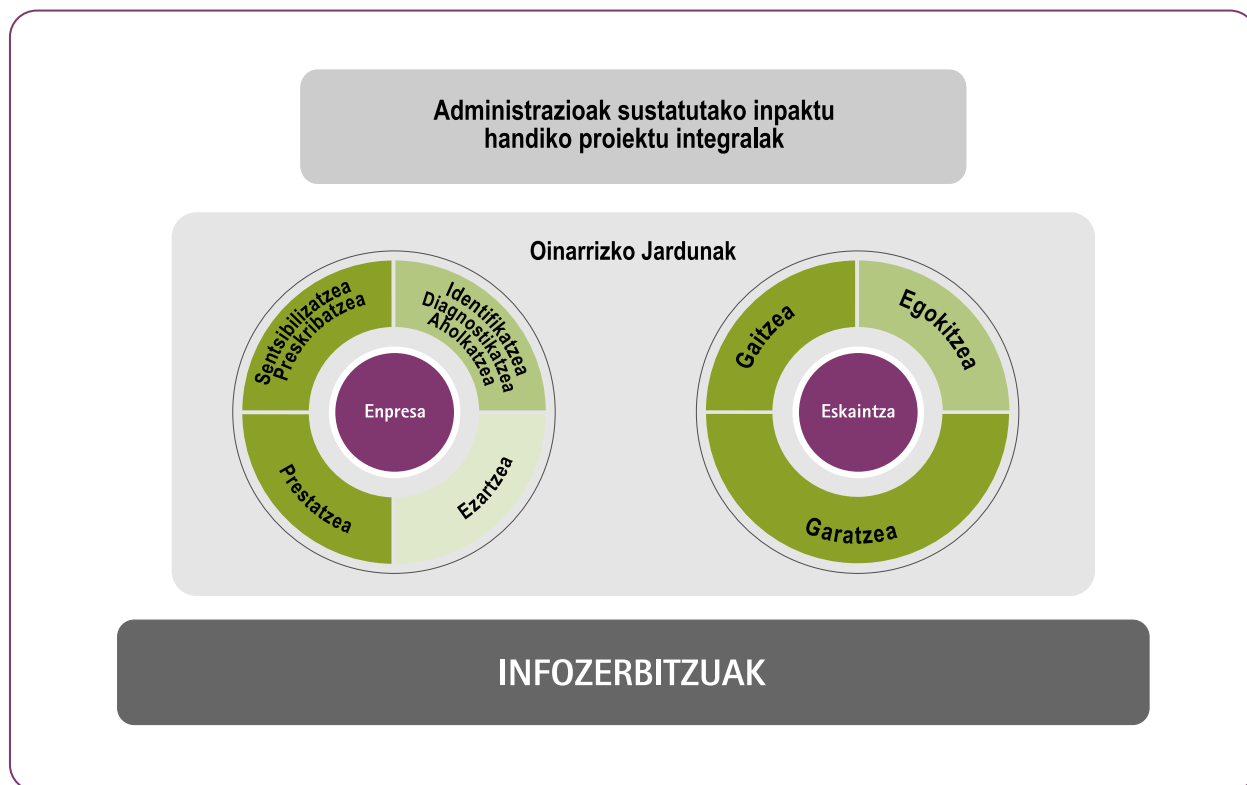 Administrazioak sustatutako inpaktu
handiko proiektu integralak
Oinarrizko Jardunak
Sentsibilizatzea
Preskribatzea
Identifikatzea
Diagnostikatzea
Aholkatzea
Enpresa
Prestatzea
Ezartzea
Gaitzea
Egokitzea
Eskaintza
Garatzea
INFOZERBITZUAK